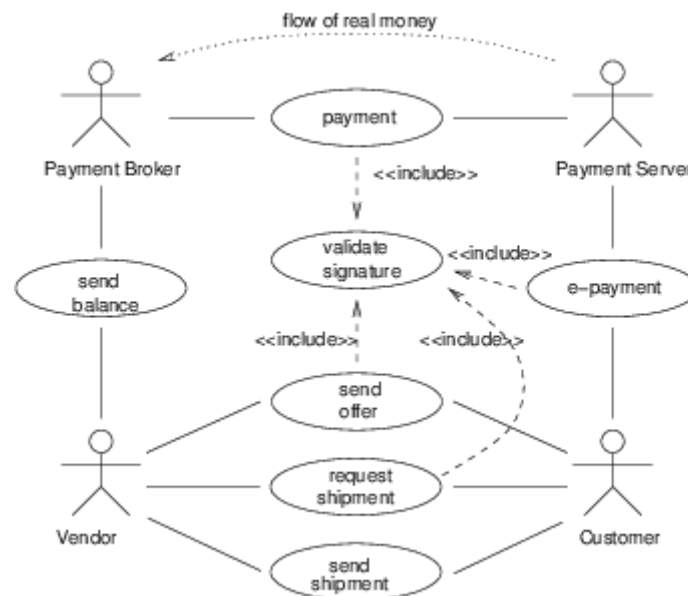 flow of real money
payment
Payment Broker
Payment Server
<<include>>
validate
signature
<<include>>
send
balance
e-payment
<<include>>
<<include>>
send
offer
request
shipment
Vendor
Customer
send
shipment